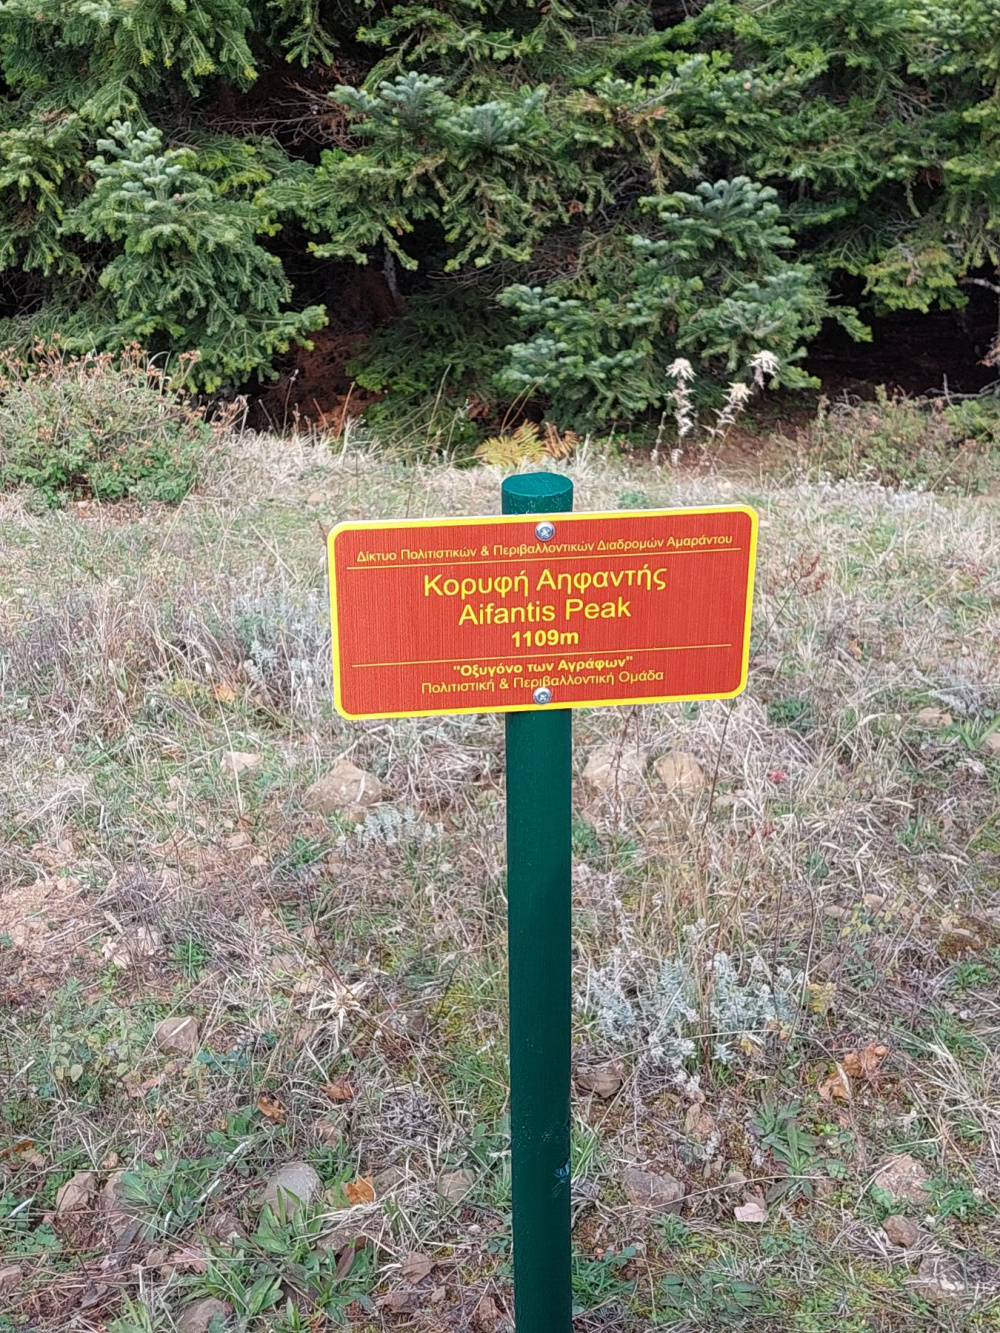 Δίκτυο Πολιτιστικών & Περιβαλλοντικών Διαδρομών Αμαράντου
Κορυφή Αηφαντής
Aifantis Peak
1109m
"Οξυγόνο των Αγράφων"
Πολιτιστική & Περιβαλλοντική Ομάδα